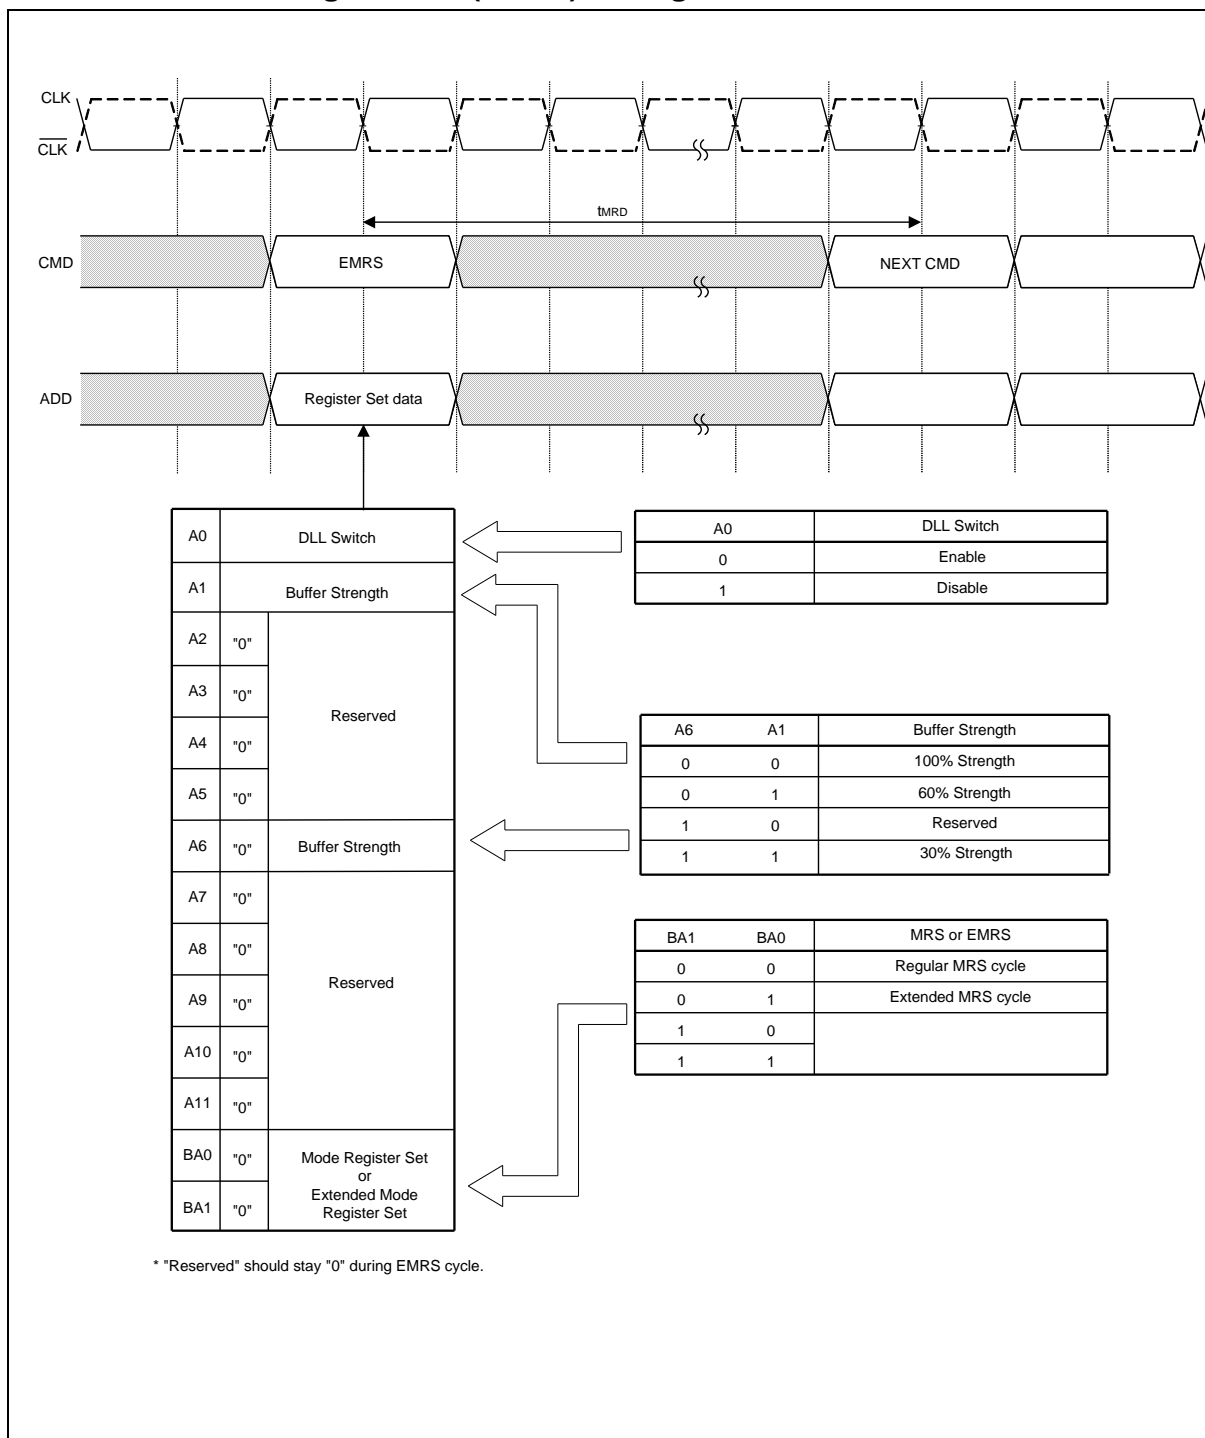 CLK
CLK
tMRD
CMD EMRS NEXT CMD
ADD Register Set data
A0 DLL Switch
A1 Buffer Strength
A2 "0"
A3 "0"
Reserved
A4 "0"
A5 "0"
A6 "0" Buffer Strength
A7 "0"
A8 "0"
Reserved
A9 "0"
A10 "0"
A11 "0"
BA0 "0" Mode Register Set
or
Extended Mode
BA1 "0" Register Set
A0 DLL Switch
0 Enable
1 Disable
A6 A1 Buffer Strength
0 0 100% Strength
0 1 60% Strength
1 0 Reserved
1 1 30% Strength
BA1 BA0 MRS or EMRS
0 0 Regular MRS cycle
0 1 Extended MRS cycle
1 0
1 1
* "Reserved" should stay "0" during EMRS cycle.